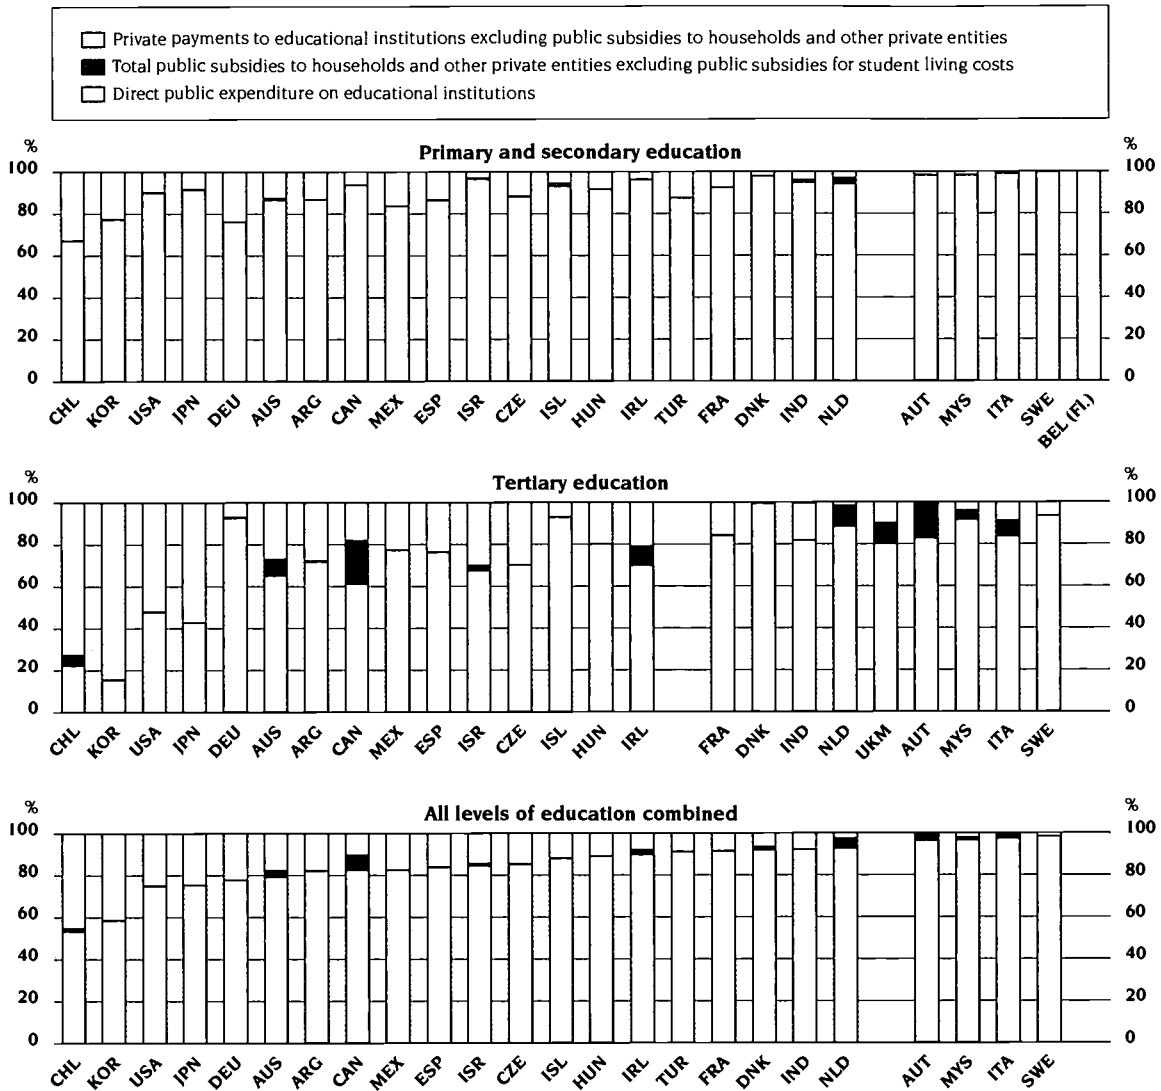 Private payments to educational institutions excluding public subsidies to households and other private entities
Total public subsidies to households and other private entities excluding public subsidies for student living costs
Direct public expenditure on educational institutions
% Primary and secondary education %
100 100
80 80
60 60
40 40
20 20
0 0
CHL KOR USA JPN DEU AUS ARG CAN MEX ESP ISR CZE ISL HUN IRL TUR FRA DNK IND NLD AUT MYS ITA SWE BEL (Fl.)
% Tertiary education %
100 100
80 80
60 60
40 40
20 20
0 0
CHL KOR USA JPN DEU AUS ARG CAN MEX ESP ISR CZE ISL HUN IRL FRA DNK IND NLD UKM AUT MYS ITA SWE
% All levels of education combined %
100 100
80 80
60 60
40 40
20 20
0 0
CHL KOR USA JPN DEU AUS ARG CAN MEX ESP ISR CZE ISL HUN IRL TUR FRA DNK IND NLD AUT MYS ITA SWE